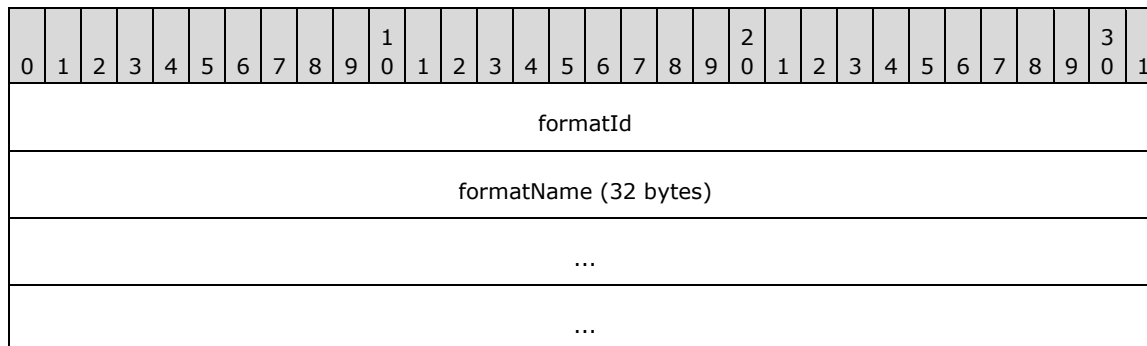 1 2 3
0 1 2 3 4 5 6 7 8 9 0 1 2 3 4 5 6 7 8 9 0 1 2 3 4 5 6 7 8 9 0 1
formatId
formatName (32 bytes)
...
...